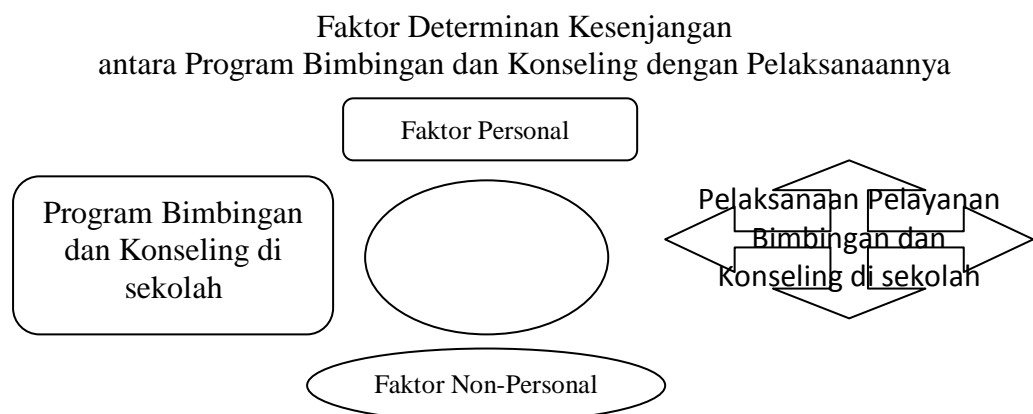 Faktor Determinan Kesenjangan
antara Program Bimbingan dan Konseling dengan Pelaksanaannya
Faktor Personal
Program Bimbingan
dan Konseling di
sekolah
Pelaksanaan Pelayanan
Bimbingan dan
Konseling di sekolah
Faktor Non-Personal